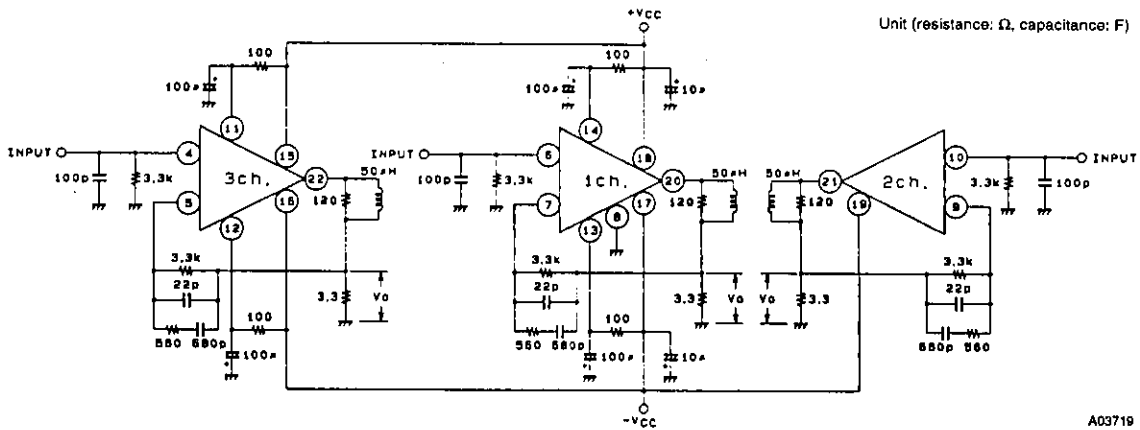 +VCC
Unit (resistance: Ω, capacitance: F)
100
100μ
+
11
15
INPUT
4
100p
3.3k
5
3ch.
22
50μH
120
16
12
3.3k
22p
560
680p
3.3
Vo
100
100μ
+
100
100μ
+
10μ
+
14
18
INPUT
6
100p
3.3k
7
1ch.
20
50μH
120
17
8
13
3.3k
22p
560
680p
3.3
Vo
100
100μ
+
10μ
+
50μH
120
21
2ch.
10
INPUT
3.3k
100p
19
9
3.3
Vo
3.3k
22p
560
-VCC
A03719